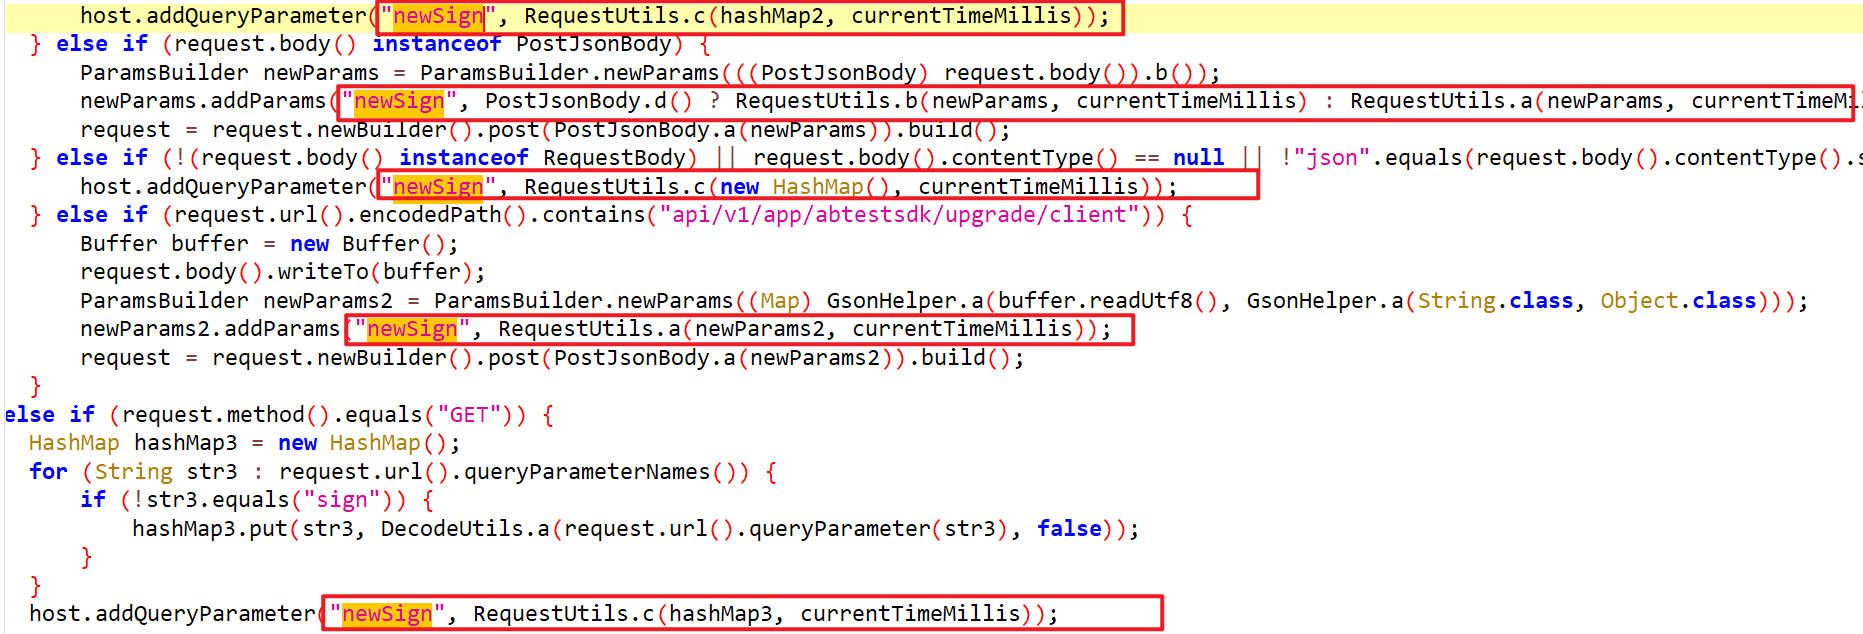 host.addQueryParameter("newSign", RequestUtils.c(hashMap2, currentTimeMillis));
} else if (request.body() instanceof PostJsonBody) {
ParamsBuilder newParams = ParamsBuilder.newParams(((PostJsonBody) request.body()).b());
newParams.addParams("newSign", PostJsonBody.d() ? RequestUtils.b(newParams, currentTimeMillis) : RequestUtils.a(newParams, currentTimeMil
request = request.newBuilder().post(PostJsonBody.a(newParams)).build();
} else if (!(request.body() instanceof RequestBody) || request.body().contentType() == null || !"json".equals(request.body().contentType().s
host.addQueryParameter("newSign", RequestUtils.c(new HashMap(), currentTimeMillis));
} else if (request.url().encodedPath().contains("api/v1/app/abtestsdk/upgrade/client")) {
Buffer buffer = new Buffer();
request.body().writeTo(buffer);
ParamsBuilder newParams2 = ParamsBuilder.newParams((Map) GsonHelper.a(buffer.readUtf8(), GsonHelper.a(String.class, Object.class)));
newParams2.addParams("newSign", RequestUtils.a(newParams2, currentTimeMillis));
request = request.newBuilder().post(PostJsonBody.a(newParams2)).build();
}
else if (request.method().equals("GET")) {
HashMap hashMap3 = new HashMap();
for (String str3 : request.url().queryParameterNames()) {
if (!str3.equals("sign")) {
hashMap3.put(str3, DecodeUtils.a(request.url().queryParameter(str3), false));
}
}
host.addQueryParameter("newSign", RequestUtils.c(hashMap3, currentTimeMillis));